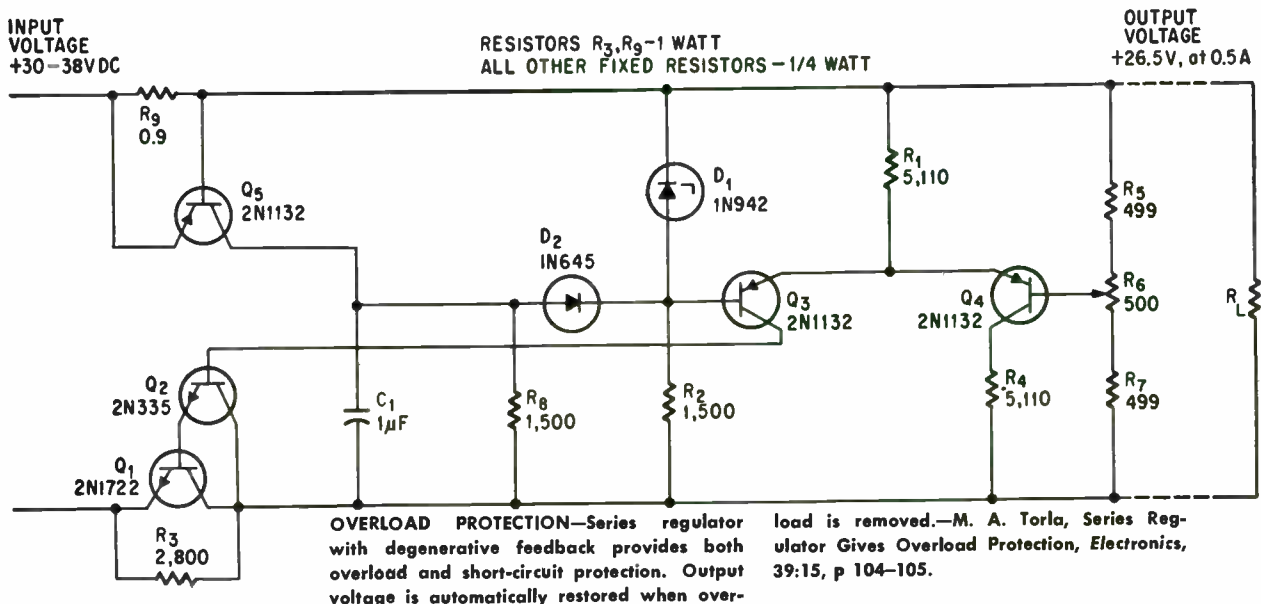 INPUT
VOLTAGE
+30-38VDC
RESISTORS R3,R9-1 WATT
ALL OTHER FIXED RESISTORS-1/4 WATT
OUTPUT
VOLTAGE
+26.5V, at 0.5A
R9
0.9
Q5
2N1132
D1
1N942
R1
5,110
R5
499
D2
1N645
Q3
2N1132
Q4
2N1132
R6
500
RL
Q2
2N335
C1
1μF
R8
1,500
R2
1,500
R4
5,110
R7
499
Q1
2N1722
R3
2,800
OVERLOAD PROTECTION—Series regulator
with degenerative feedback provides both
overload and short-circuit protection. Output
voltage is automatically restored when over-
load is removed.—M. A. Torla, Series Reg-
ulator Gives Overload Protection, Electronics,
39:15, p 104–105.